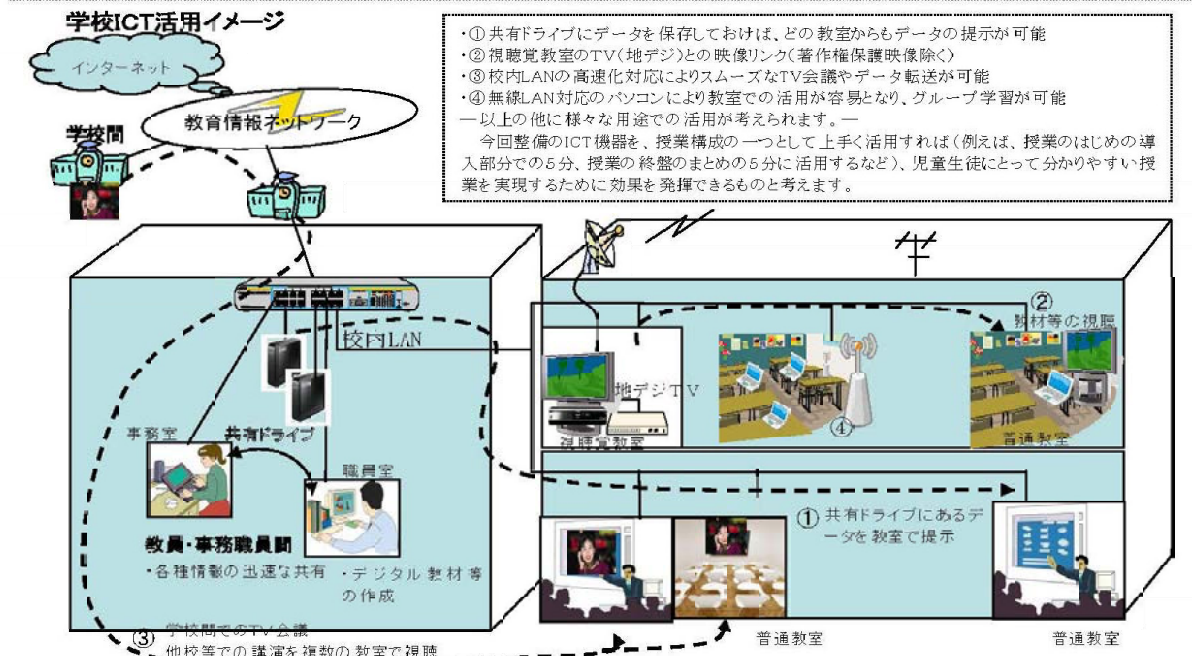 学校ICT活用イメージ
インターネット
教育情報ネットワーク
学校間
・①共有ドライブにデータを保存しておけば、どの教室からもデータの提示が可能
・②視聴覚教室のTV(地デジ)との映像リンク(著作権保護映像除く)
・③校内LANの高速化対応によりスムーズなTV会議やデータ転送が可能
・④無線LAN対応のパソコンにより教室での活用が容易となり、グループ学習が可能
―以上の他に様々な用途での活用が考えられます。―
今回整備のICT機器を、授業構成の一つとして上手く活用すれば(例えば、授業のはじめの導
入部分での5分、授業の終盤のまとめの5分に活用するなど)、児童生徒にとって分かりやすい授
業を実現するために効果を発揮できるものと考えます。
校内LAN
共有ドライブ
事務室
職員室
教員・事務職員間
・各種情報の迅速な共有
・デジタル教材等
の作成
③
学校間でのTV会議
他校等での講演を複数の教室で視聴
地デジTV
視聴覚教室
④
②
教材等の視聴
普通教室
①共有ドライブにあるデ
ータを教室で提示
普通教室
普通教室